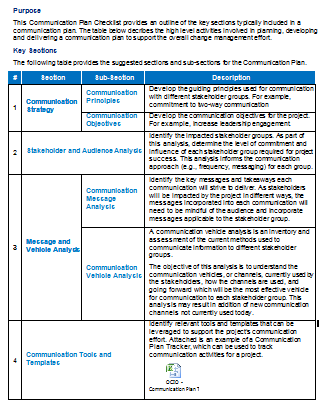 Purpose
This Communication Plan Checklist provides an outline of the key sections typically included in a
communication plan. The table below decribes the high level activities involved in planning, developing
and delivering a communication plan to support the overall change management effort.
Key Sections
The following table provides the suggested sections and sub-sections for the Communication Plan.
# Section Sub-Section Description
1
Communication
Strategy
Communication
Principles
Develop the guiding principles used for communication
with different stakeholder groups. For example,
commitment to two-way communication
Communication
Objectives
Develop the communication objectives for the project.
For example, increase leadership engagement.
2
Stakeholder and Audience Analysis
Identify the impacted stakeholder groups. As part of
this analysis, determine the level of commitment and
influence of each stakeholder group required for project
success. This analysis informs the communication
approach (e.g., frequency, messaging) for each group.
3
Message and
Vehicle Analysis
Communication
Message
Analysis
Identify the key messages and takeaways each
communication will strive to deliver. As stakeholders
will be impacted by the project in different ways, the
messages incorporated into each communication will
need to be mindful of the audience and incorporate
messages applicable to the stakeholder group.
Communication
Vehicle Analysis
A communication vehicle analysis is an inventory and
assessment of the current methods used to
communicate information to different stakeholder
groups.
The objective of this analysis is to understand the
communication vehicles, or channels, currently used by
the stakeholders, how the channels are used, and
going forward which will be the most effective vehicle
for communication to each stakeholder group. This
analysis may result in addition of new communication
channels not currently used today.
4
Communication Tools and
Templates
Identify relevant tools and templates that can be
leveraged to support the project's communication
effort. Attached is an example of a Communication
Plan Tracker, which can be used to track
communication activities for a project.
OCIO -
Communication Plan T